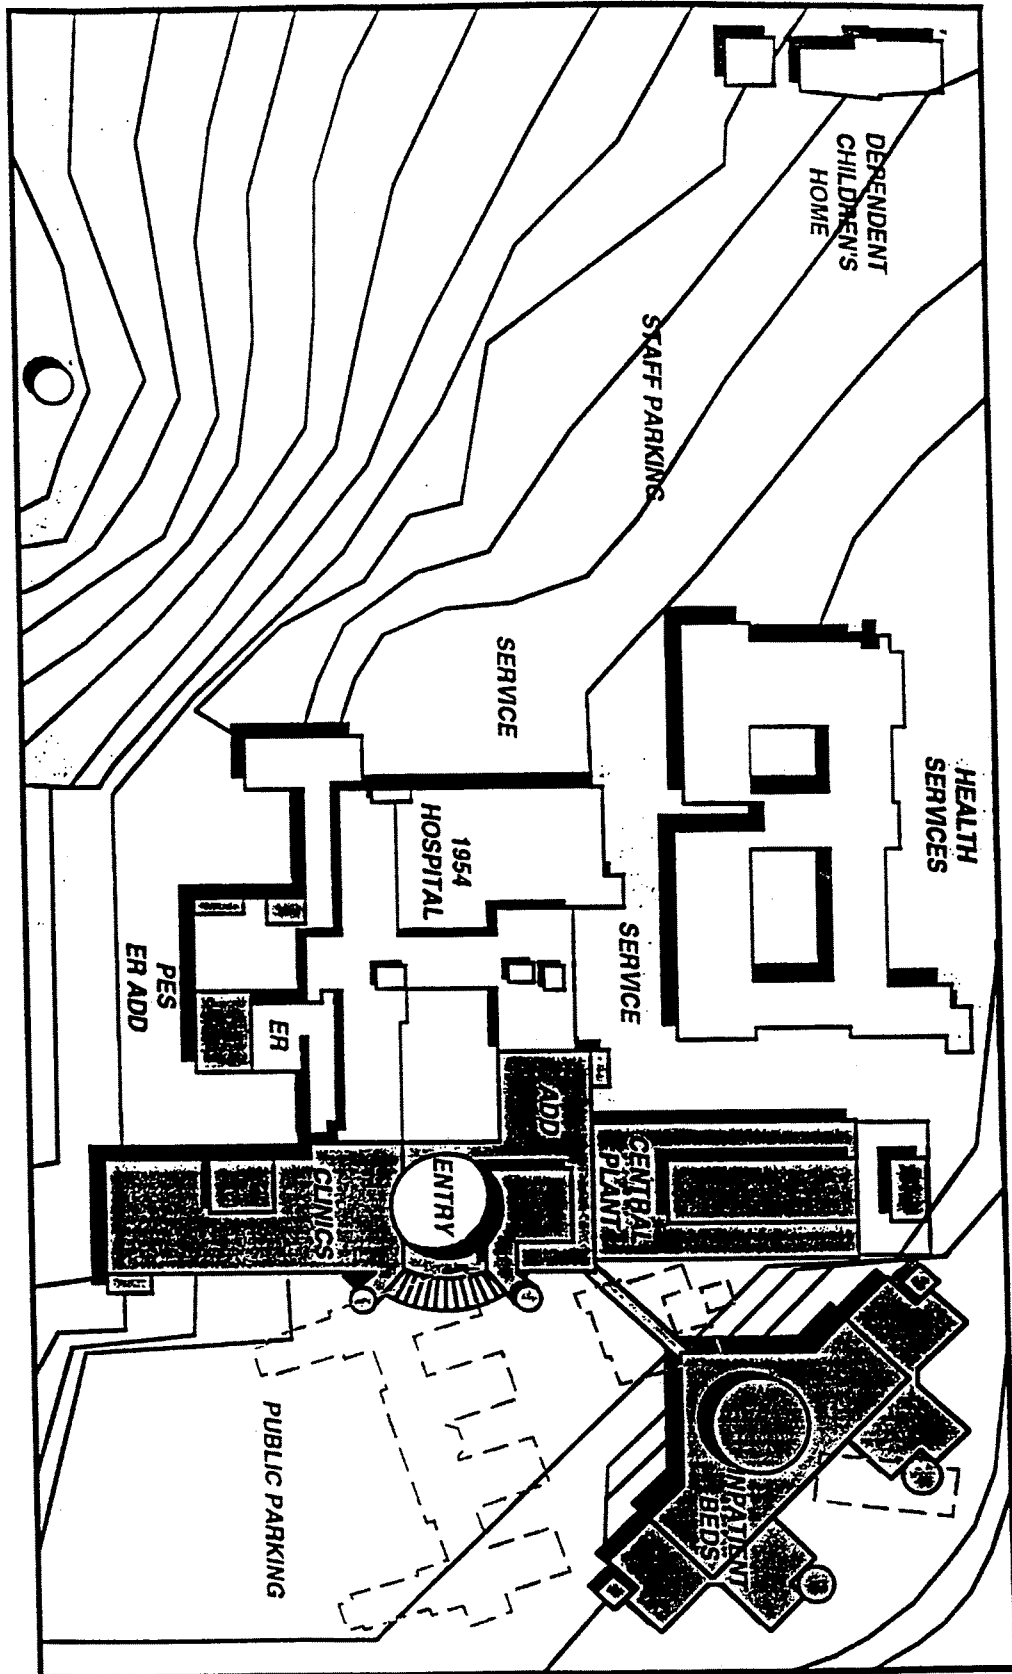 DEPENDENT
CHILDREN'S
HOME
STAFF PARKING
SERVICE
HEALTH
SERVICES
1954
HOSPITAL
SERVICE
PES
ER ADD
ER
ADD
CENTRAL
PLANT
ENTRY
CLINICS
INPATIENT
BEDS
PUBLIC PARKING